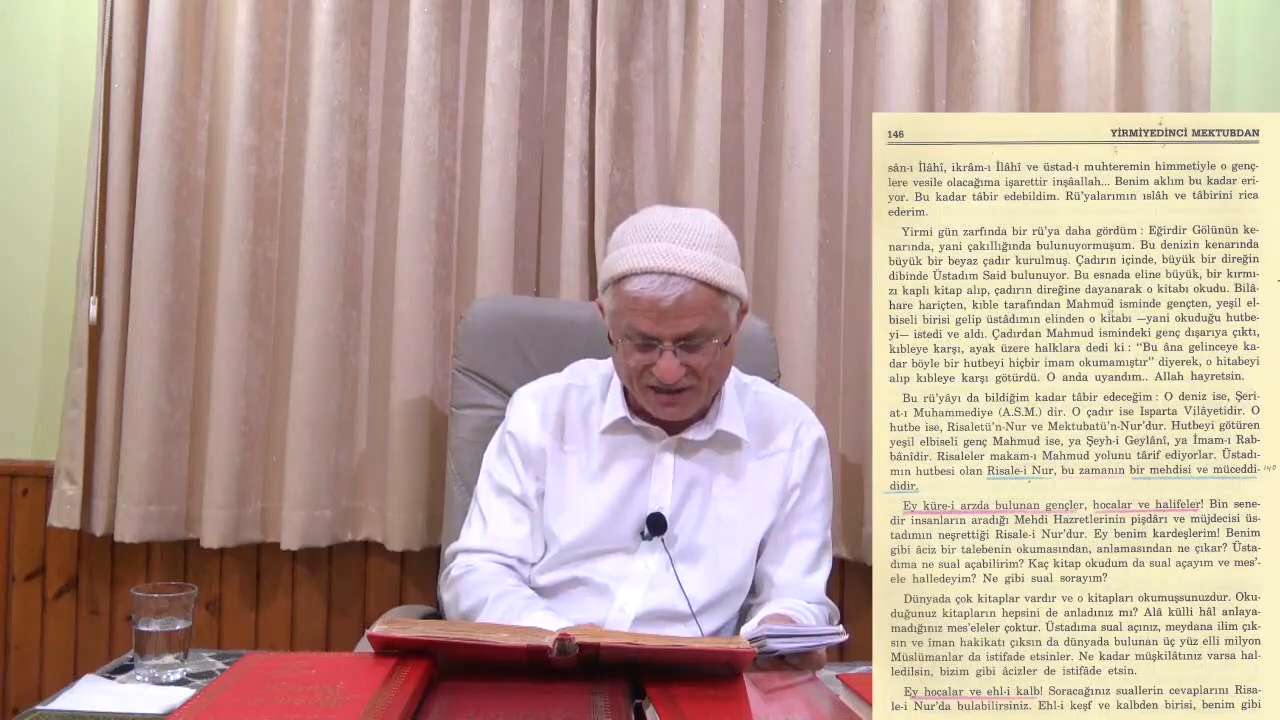 146 YİRMİYEDİNCİ MEKTUBDAN
sân-ı İlâhî, ikrâm-ı İlâhî ve üstad-ı muhteremin himmetiyle o genç-
lere vesile olacağıma işarettir inşâallah... Benim aklım bu kadar eri-
yor. Bu kadar tâbir edebildim. Rü'yalarımın ıslâh ve tâbirini rica
ederim.
Yirmi gün zarfında bir rü'ya daha gördüm : Eğirdir Gölünün ke-
narında, yani çakıllığında bulunuyormuşum. Bu denizin kenarında
büyük bir beyaz çadır kurulmuş. Çadırın içinde, büyük bir direğin
dibinde Üstadım Said bulunuyor. Bu esnada eline büyük, bir kırmı-
zı kaplı kitap alıp, çadırın direğine dayanarak o kitabı okudu. Bilâ-
hare hariçten, kıble tarafından Mahmud isminde gençten, yeşil el-
biseli birisi gelip üstâdımın elinden o kitabı —yani okuduğu hutbe-
yi— istedi ve aldı. Çadırdan Mahmud ismindeki genç dışarıya çıktı,
kıbleye karşı, ayak üzere halklara dedi ki : "Bu âna gelinceye ka-
dar böyle bir hutbeyi hiçbir imam okumamıştır" diyerek, o hitabeyi
alıp kıbleye karşı götürdü. O anda uyandım.. Allah hayretsin.
Bu rü'yâyı da bildiğim kadar tâbir edeceğim : O deniz ise, Şeri-
at-ı Muhammediye (A.S.M.) dir. O çadır ise Isparta Vilâyetidir. O
hutbe ise, Risaletü'n-Nur ve Mektubatü'n-Nur'dur. Hutbeyi götüren
yeşil elbiseli genç Mahmud ise, ya Şeyh-i Geylânî, ya İmam-ı Rab-
bânîdir. Risaleler makam-ı Mahmud yolunu târif ediyorlar. Üstadı-
mın hutbesi olan Risale-i Nur, bu zamanın bir mehdisi ve müceddi-
didir.
Ey küre-i arzda bulunan gençler, hocalar ve halifeler! Bin sene-
dir insanların aradığı Mehdi Hazretlerinin pişdârı ve müjdecisi üs-
tadımın neşrettiği Risale-i Nur'dur. Ey benim kardeşlerim! Benim
gibi âciz bir talebenin okumasından, anlamasından ne çıkar? Üsta-
dıma ne sual açabilirim? Kaç kitap okudum da sual açayım ve mes'-
ele halledeyim? Ne gibi sual sorayım?
Dünyada çok kitaplar vardır ve o kitapları okumuşsunuzdur. Oku-
duğunuz kitapların hepsini de anladınız mı? Alâ külli hâl anlaya-
madığınız mes'eleler çoktur. Üstadıma sual açınız, meydana ilim çık-
sın ve iman hakikatı çıksın da dünyada bulunan üç yüz elli milyon
Müslümanlar da istifade etsinler. Ne kadar müşkilâtınız varsa hal-
ledilsin, bizim gibi âcizler de istifâde etsin.
Ey hocalar ve ehl-i kalb! Soracağınız suallerin cevaplarını Risa-
le-i Nur'da bulabilirsiniz. Ehl-i keşf ve kalbden birisi, benim gibi